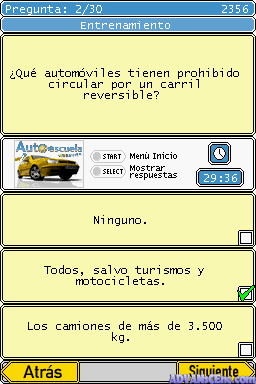 Pregunta: 2/30 2356
Entrenamiento
¿Qué automóviles tienen prohibido
circular por un carril
reversible?
Autoescuela
START Menú Inicio
SELECT Mostrar
respuestas
29:36
Ninguno.
Todos, salvo turismos y
motocicletas.
Los camiones de más de 3.500
kg.
Atrás Siguiente